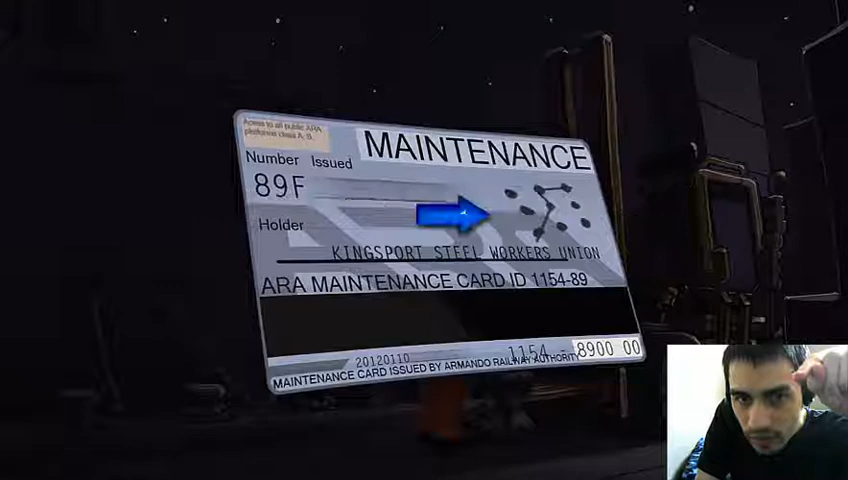 Access to all public ARA
platforms class A, B.
MAINTENANCE
Number Issued
89F
Holder
KINGSPORT STEEL WORKERS UNION
ARA MAINTENANCE CARD ID 1154-89
20120110 1154 - 8900 00
MAINTENANCE CARD ISSUED BY ARMANDO RAILWAY AUTHORITY